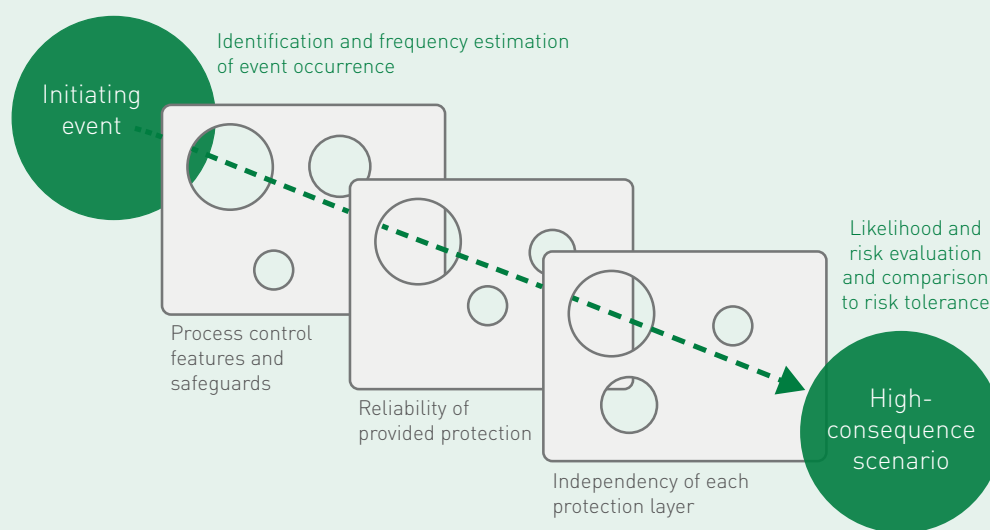 Identification and frequency estimation
of event occurrence
Initiating
event
Process control
features and
safeguards
Reliability of
provided protection
Independency of each
protection layer
Likelihood and
risk evaluation
and comparison
to risk tolerance
High-
consequence
scenario